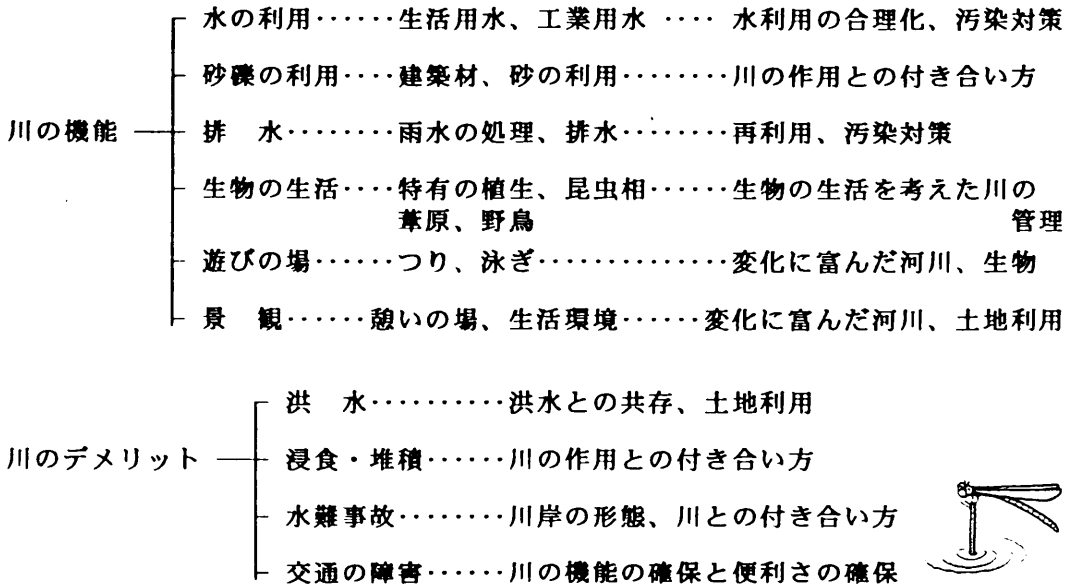 水の利用‥‥‥生活用水、工業用水‥‥水利用の合理化、汚染対策
砂礫の利用‥‥建築材、砂の利用‥‥‥‥川の作用との付き合い方
川の機能
排 水‥‥‥‥雨水の処理、排水‥‥‥‥再利用、汚染対策
生物の生活‥‥特有の植生、昆虫相‥‥‥生物の生活を考えた川の
葦原、野鳥 管理
遊びの場‥‥‥つり、泳ぎ‥‥‥‥‥‥‥変化に富んだ河川、生物
景 観‥‥‥憩いの場、生活環境‥‥‥変化に富んだ河川、土地利用
洪 水‥‥‥‥‥洪水との共存、土地利用
川のデメリット
浸食・堆積‥‥‥川の作用との付き合い方
水難事故‥‥‥‥川岸の形態、川との付き合い方
交通の障害‥‥‥川の機能の確保と便利さの確保